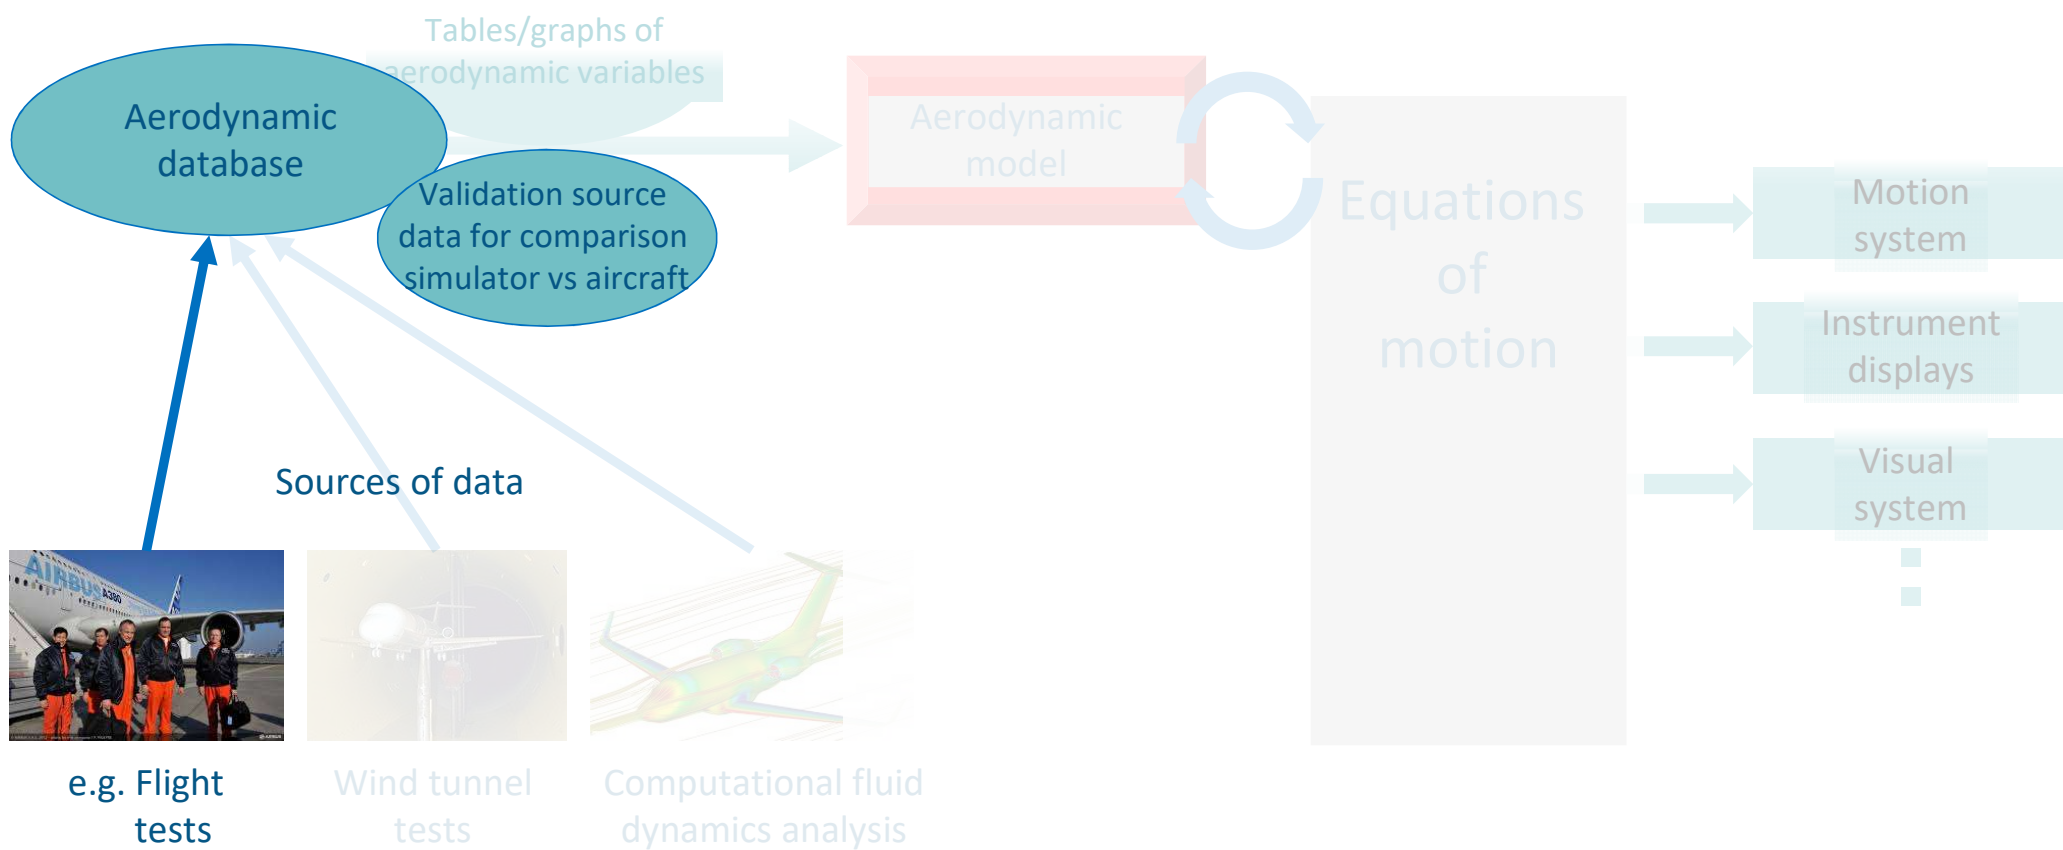 Tables/graphs of
aerodynamic variables
Aerodynamic
database
Validation source
data for comparison
simulator vs aircraft
Aerodynamic
model
Equations
of
motion
Motion
system
Instrument
displays
Visual
system
Sources of data
AIRBUS A380
e.g. Flight
tests
Wind tunnel
tests
Computational fluid
dynamics analysis